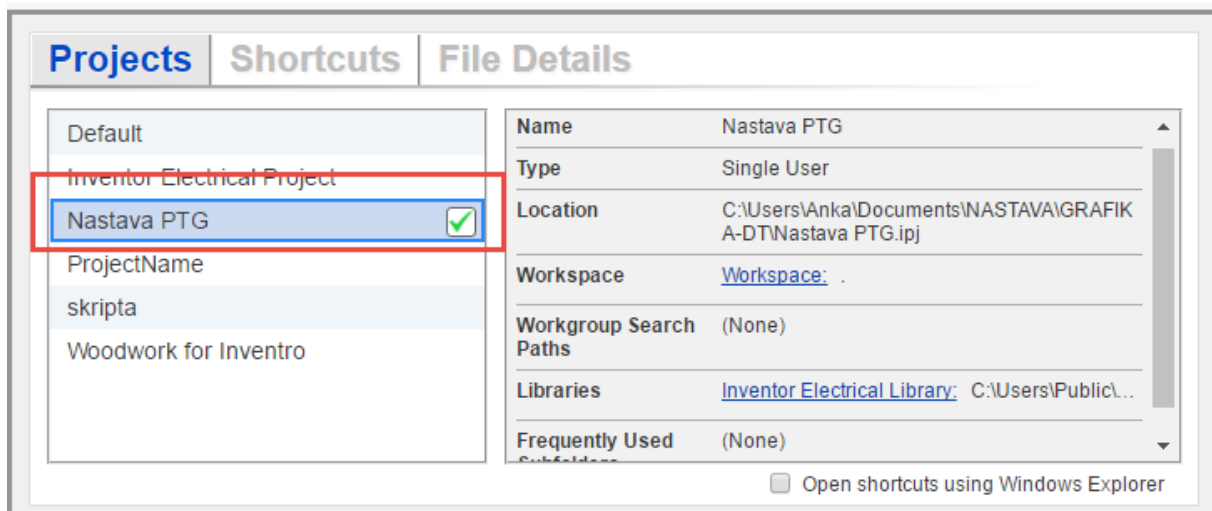 Projects Shortcuts File Details
Default
Inventor Electrical Project
Nastava PTG
ProjectName
skripta
Woodwork for Inventro
Name Nastava PTG
Type Single User
Location C:\Users\Anka\Documents\NASTAVA\GRAFIK
A-DT\Nastava PTG.ipj
Workspace Workspace: .
Workgroup Search (None)
Paths
Libraries Inventor Electrical Library: C:\Users\Public\...
Frequently Used (None)
Subfolders
Open shortcuts using Windows Explorer